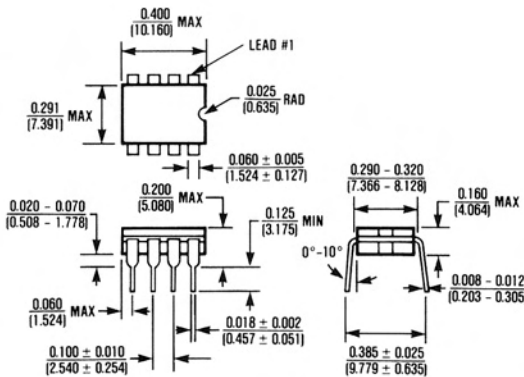 0.400
(10.160) MAX
LEAD #1
0.025
(0.635) RAD
0.291
(7.391) MAX
0.060 ± 0.005
(1.524 ± 0.127)
0.290 - 0.320
(7.366 - 8.128)
0.200
(5.080) MAX
0.160
(4.064) MAX
0.020 - 0.070
(0.508 - 1.778)
0.125
(3.175) MIN
0°-10°
0.008 - 0.012
(0.203 - 0.305)
0.060
(1.524) MAX
0.018 ± 0.002
(0.457 ± 0.051)
0.100 ± 0.010
(2.540 ± 0.254)
0.385 ± 0.025
(9.779 ± 0.635)